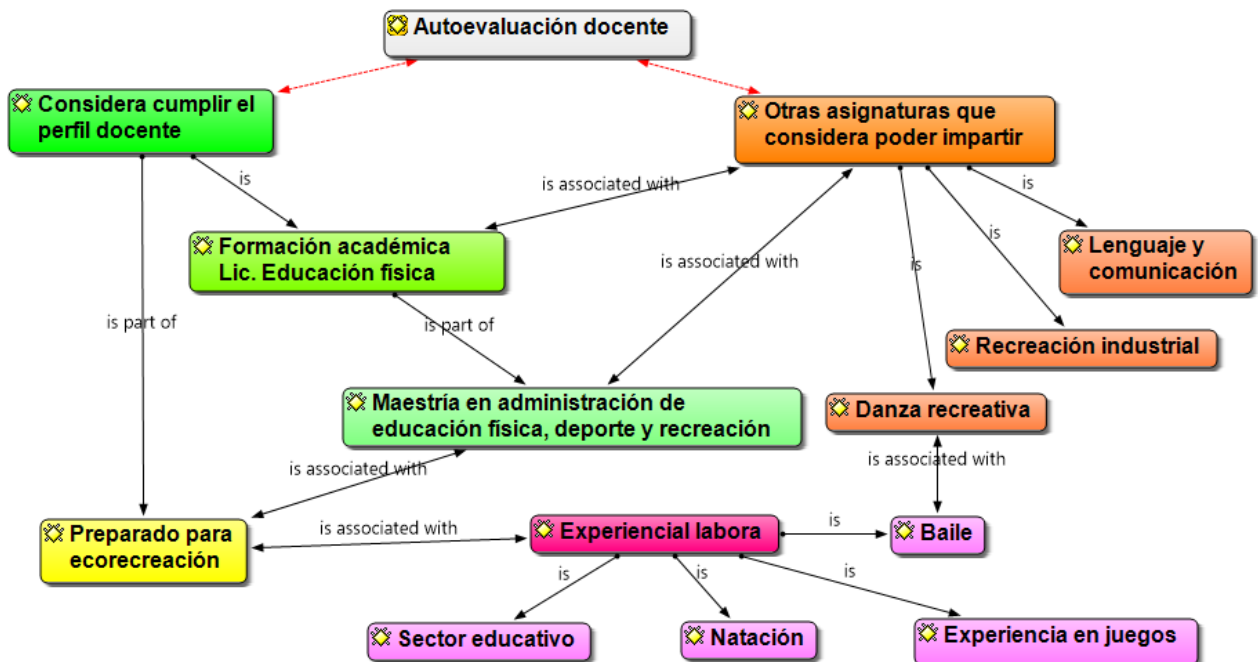 Autoevaluación docente
Considera cumplir el
perfil docente
Otras asignaturas que
considera poder impartir
is
is associated with
Formación académica
Lic. Educación física
is associated with
is
is
is
Lenguaje y
comunicación
is part of
is part of
Recreación industrial
Maestría en administración de
educación física, deporte y recreación
Danza recreativa
is associated with
is associated with
Preparado para
ecorecreación
is associated with
Experiencial labora
is
Baile
is
is
is
Sector educativo
Natación
Experiencia en juegos